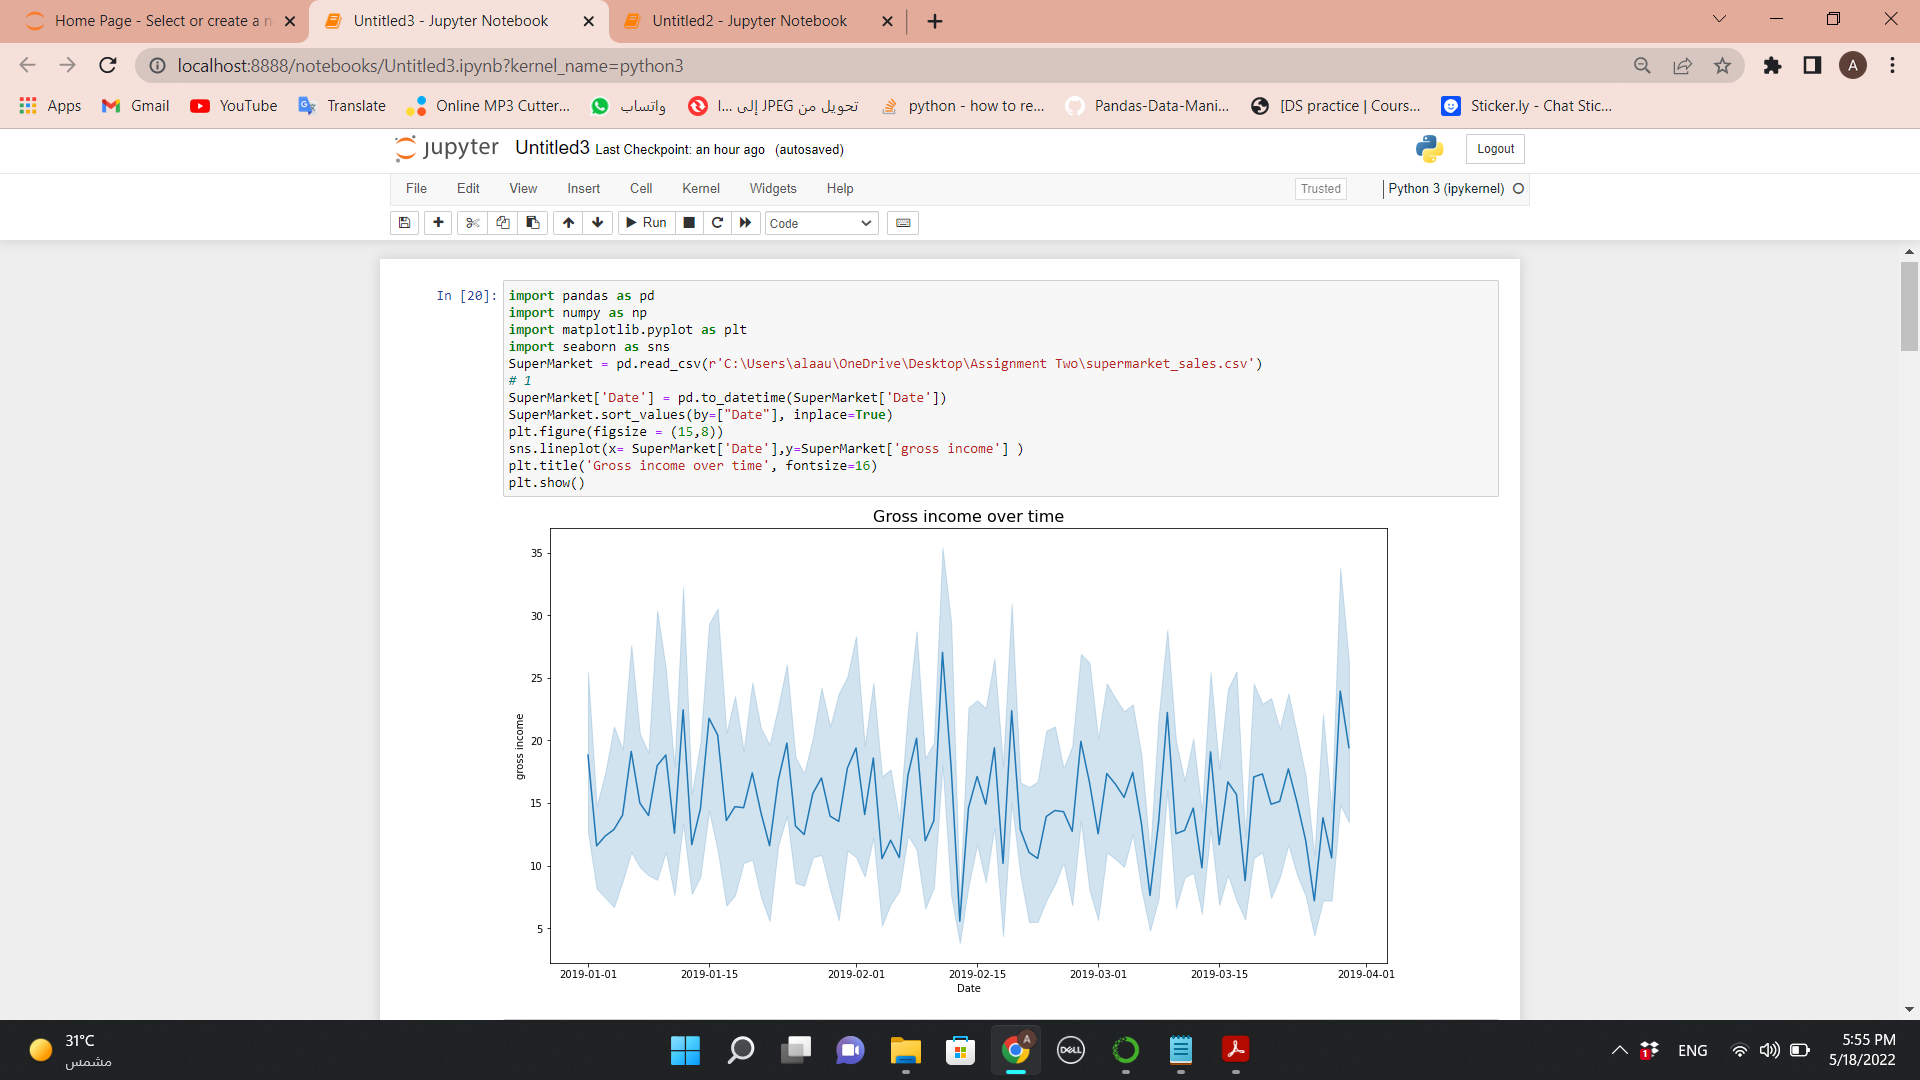 Home Page - Select or create a n
Untitled3 - Jupyter Notebook
Untitled2 - Jupyter Notebook
localhost:8888/notebooks/Untitled3.ipynb?kernel_name=python3
A
Apps
Gmail
YouTube
Translate
Online MP3 Cutter...
واتساب
تحويل من JPEG إلى ...I
python - how to re...
Pandas-Data-Mani...
[DS practice | Cours...
Sticker.ly - Chat Stic...
jupyter
Untitled3
Last Checkpoint: an hour ago
(autosaved)
Logout
File
Edit
View
Insert
Cell
Kernel
Widgets
Help
Trusted
Python 3 (ipykernel)
Run
Code
In [20]:
import pandas as pd
import numpy as np
import matplotlib.pyplot as plt
import seaborn as sns
SuperMarket = pd.read_csv(r'C:\Users\alaau\OneDrive\Desktop\Assignment Two\supermarket_sales.csv')
# 1
SuperMarket['Date'] = pd.to_datetime(SuperMarket['Date'])
SuperMarket.sort_values(by=["Date"], inplace=True)
plt.figure(figsize = (15,8))
sns.lineplot(x= SuperMarket['Date'],y=SuperMarket['gross income'] )
plt.title('Gross income over time', fontsize=16)
plt.show()
Gross income over time
35
30
25
20
15
10
5
gross income
2019-01-01
2019-01-15
2019-02-01
2019-02-15
2019-03-01
2019-03-15
2019-04-01
Date
31°C
مشمس
A
DELL
1
ENG
5:55 PM
5/18/2022